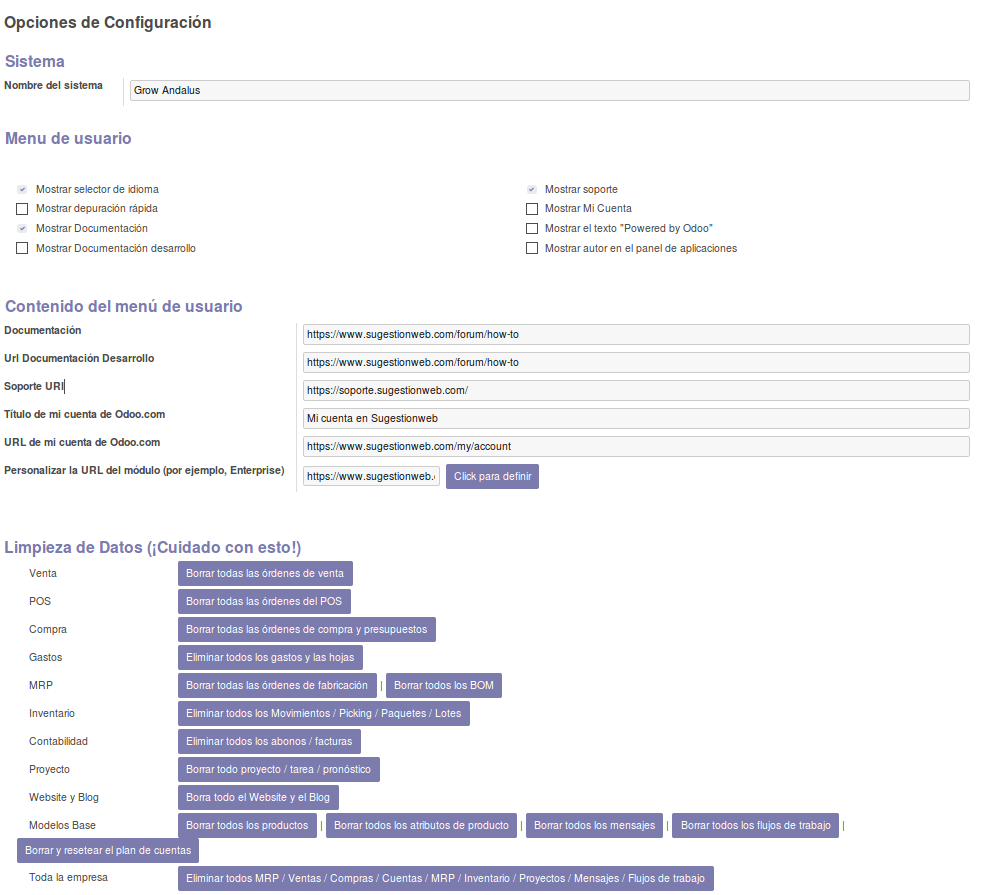 Opciones de Configuración
Sistema
Nombre del sistema Grow Andalus
Menu de usuario
Mostrar selector de idioma Mostrar soporte
Mostrar depuración rápida Mostrar Mi Cuenta
Mostrar Documentación Mostrar el texto "Powered by Odoo"
Mostrar Documentación desarrollo Mostrar autor en el panel de aplicaciones
Contenido del menú de usuario
Documentación https://www.sugestionweb.com/forum/how-to
Url Documentación Desarrollo https://www.sugestionweb.com/forum/how-to
Soporte URl https://soporte.sugestionweb.com/
Título de mi cuenta de Odoo.com Mi cuenta en Sugestionweb
URL de mi cuenta de Odoo.com https://www.sugestionweb.com/my/account
Personalizar la URL del módulo (por ejemplo, Enterprise) https://www.sugestionweb. Click para definir
Limpieza de Datos (¡Cuidado con esto!)
Venta Borrar todas las órdenes de venta
POS Borrar todas las órdenes del POS
Compra Borrar todas las órdenes de compra y presupuestos
Gastos Eliminar todos los gastos y las hojas
MRP Borrar todas las órdenes de fabricación | Borrar todos los BOM
Inventario Eliminar todos los Movimientos / Picking / Paquetes / Lotes
Contabilidad Eliminar todos los abonos / facturas
Proyecto Borrar todo proyecto / tarea / pronóstico
Website y Blog Borra todo el Website y el Blog
Modelos Base Borrar todos los productos | Borrar todos los atributos de producto | Borrar todos los mensajes | Borrar todos los flujos de trabajo |
Borrar y resetear el plan de cuentas
Toda la empresa Eliminar todos MRP / Ventas / Compras / Cuentas / MRP / Inventario / Proyectos / Mensajes / Flujos de trabajo